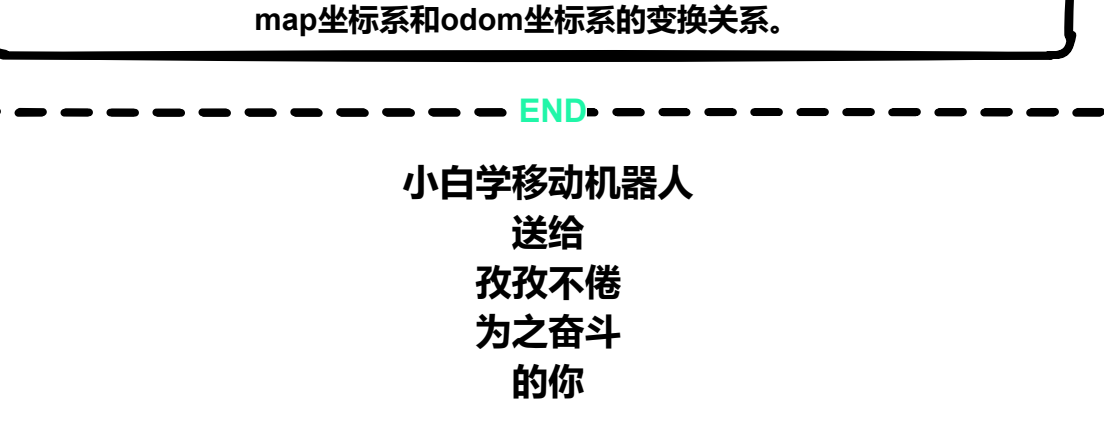 map坐标系和odom坐标系的变换关系。
END
小白学移动机器人
送给
孜孜不倦
为之奋斗
的你